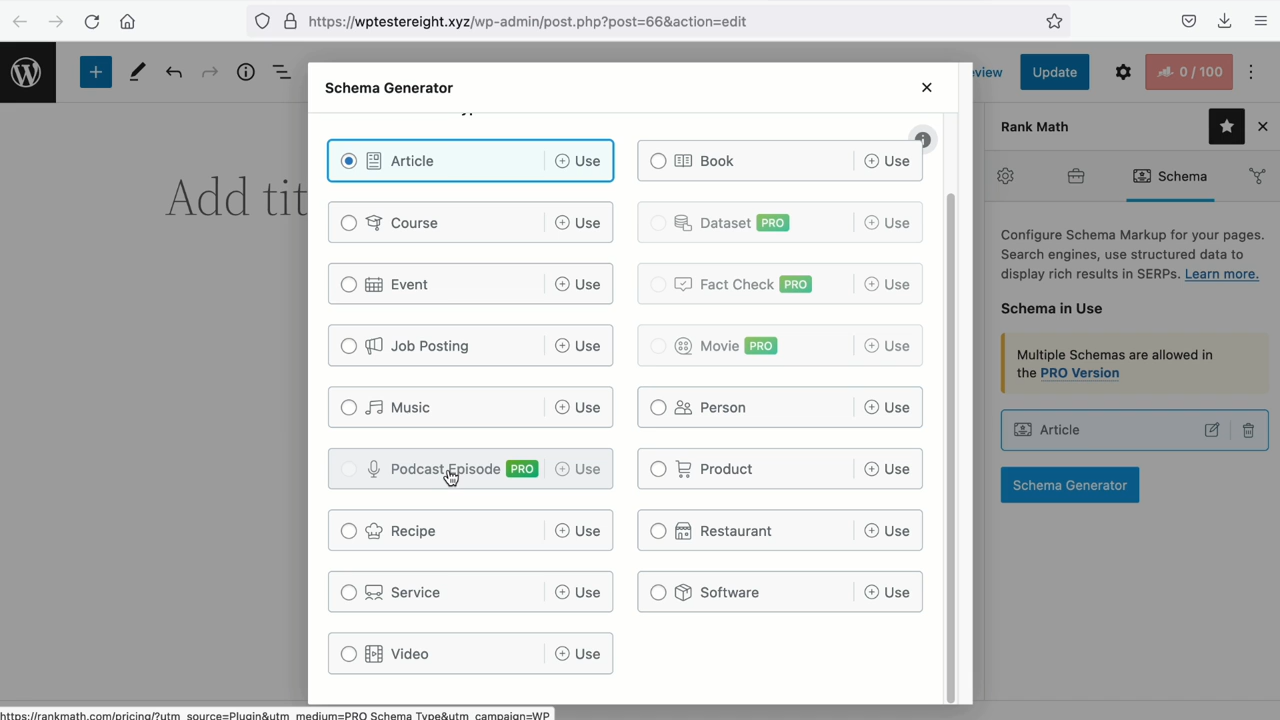 https://wptestereight.xyz/wp-admin/post.php?post=66&action=edit
Update
0 / 100
Schema Generator
Rank Math
Article
Use
Book
Use
Schema
Add tit
Course
Use
Dataset PRO
Use
Configure Schema Markup for your pages.
Search engines, use structured data to
display rich results in SERPs. Learn more.
Event
Use
Fact Check PRO
Use
Schema in Use
Job Posting
Use
Movie PRO
Use
Multiple Schemas are allowed in
the PRO Version
Music
Use
Person
Use
Article
Podcast Episode PRO
Use
Product
Use
Schema Generator
Recipe
Use
Restaurant
Use
Service
Use
Software
Use
Video
Use
https://rankmath.com/pricing/?utm_source=Plugin&utm_medium=PRO Schema Type&utm_campaign=WP